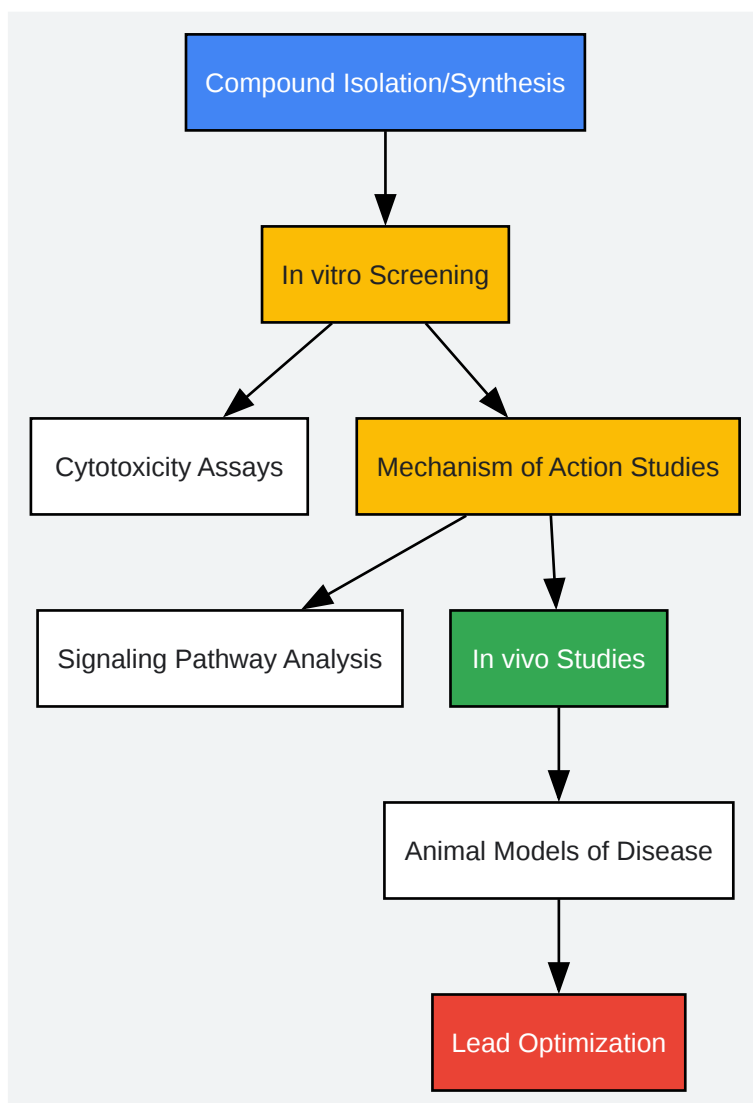 Compound Isolation/Synthesis
In vitro Screening
Cytotoxicity Assays
Mechanism of Action Studies
Signaling Pathway Analysis
In vivo Studies
Animal Models of Disease
Lead Optimization